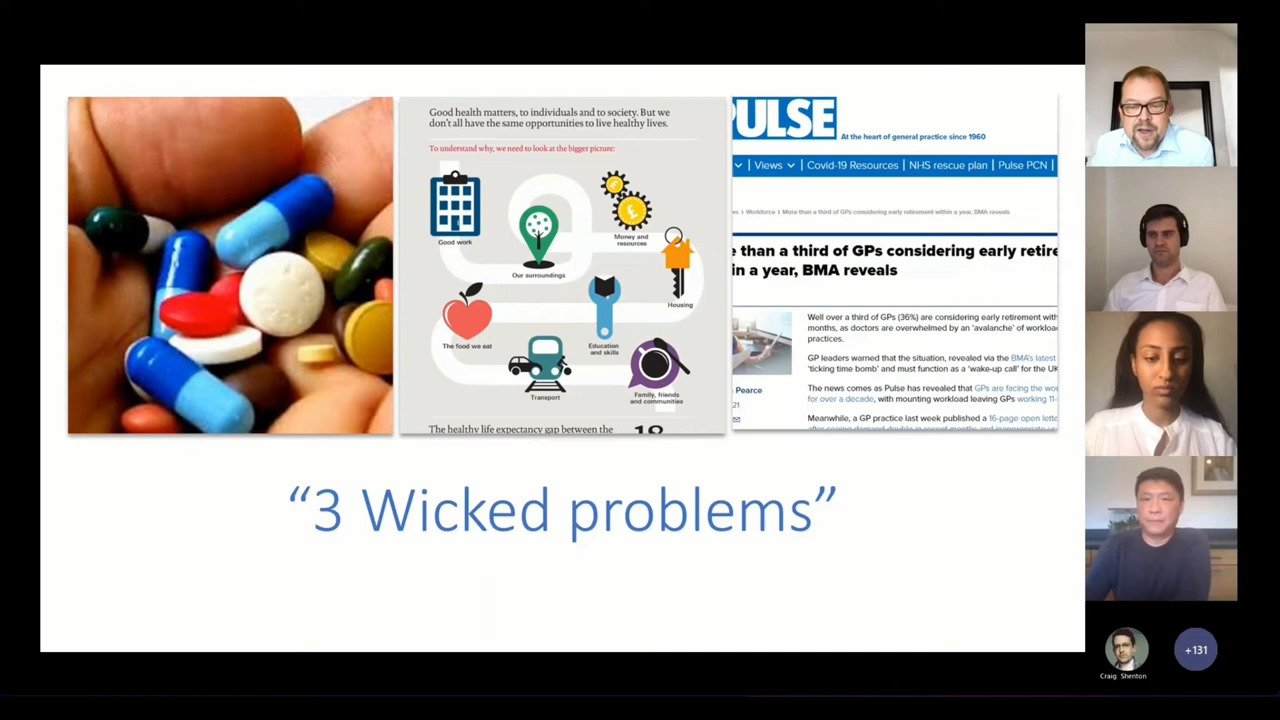 Good health matters, to individuals and to society. But we
don't all have the same opportunities to live healthy lives.
To understand why, we need to look at the bigger picture:
Good work
Our surroundings
Money and
resources
Housing
The food we eat
Education
and skills
Transport
Family, friends
and communities
The healthy life expectancy gap between the
18
PULSE
At the heart of general practice since 1960
Views
Covid-19 Resources
NHS rescue plan
Pulse PCN
Workforce
More than a third of GPs considering early retirement within a year, BMA reveals
than a third of GPs considering early retire
in a year, BMA reveals
Well over a third of GPs (36%) are considering early retirement
months, as doctors are overwhelmed by an 'avalanche' of
practices.
GP leaders warned that the situation, revealed via the BMA's latest
'ticking time bomb' and must function as a 'wake-up call' for the
The news comes as Pulse has revealed that GPs are facing the
for over a decade, with mounting workload leaving GPs working 11-
Meanwhile, a GP practice last week published a 16-page open
Pearce
21
"3 Wicked problems"
Craig Shenton
+131